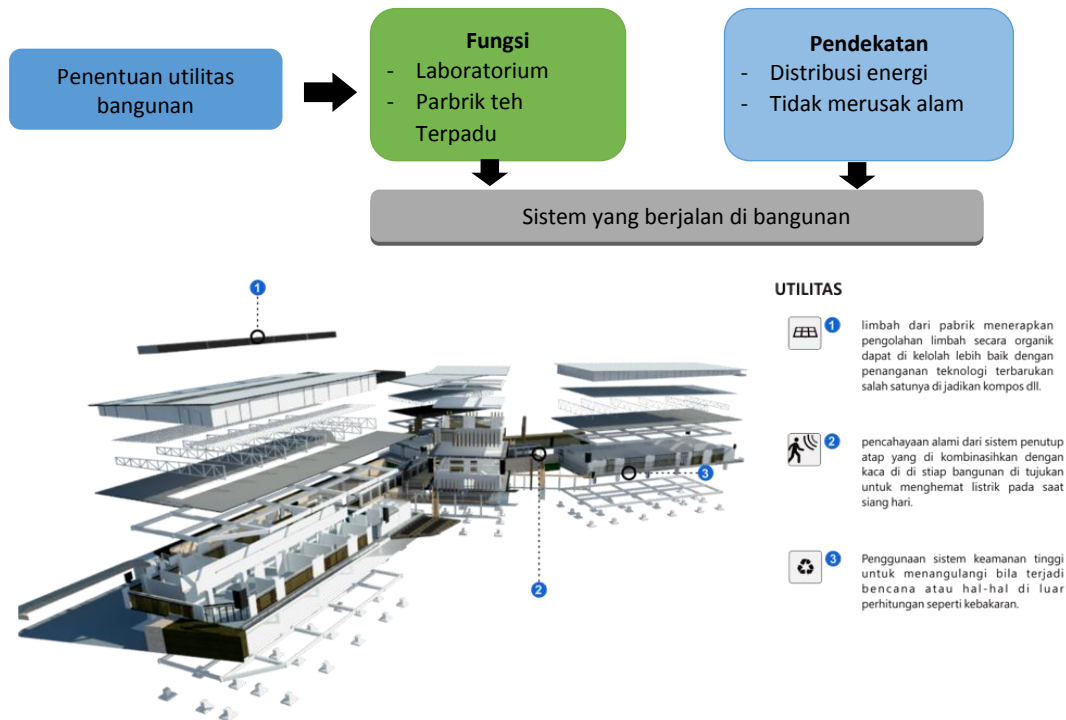 Penentuan utilitas
bangunan
Fungsi
- Laboratorium
- Parbrik teh
Terpadu
Pendekatan
- Distribusi energi
- Tidak merusak alam
Sistem yang berjalan di bangunan
1
2
3
UTILITAS
1
limbah dari pabrik menerapkan
pengolahan limbah secara organik
dapat di kelolah lebih baik dengan
penanganan teknologi terbarukan
salah satunya di jadikan kompos dll.
2
pencahayaan alami dari sistem penutup
atap yang di kombinasihkan dengan
kaca di di stiap bangunan di tujukan
untuk menghemat listrik pada saat
siang hari.
3
Penggunaan sistem keamanan tinggi
untuk menangulangi bila terjadi
bencana atau hal-hal di luar
perhitungan seperti kebakaran.